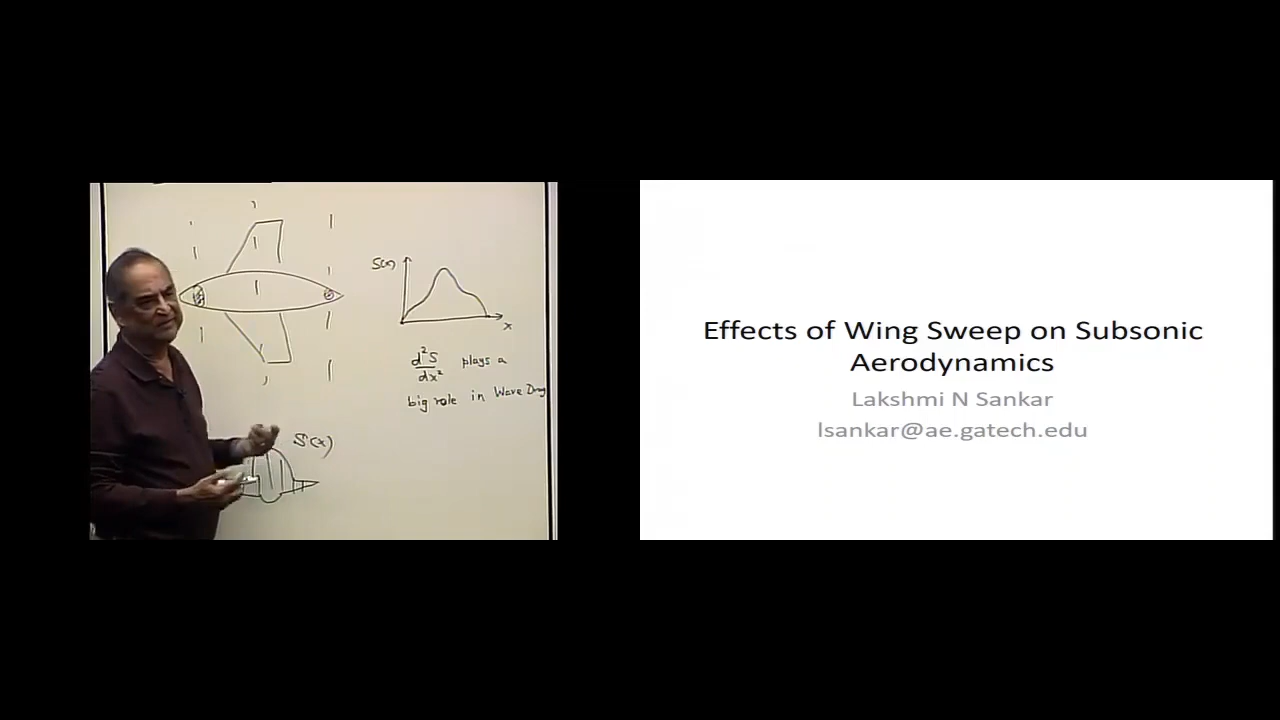 S(x)
x
d²S
dx²
plays a
big role in Wave Drag
S(x)
Effects of Wing Sweep on Subsonic
Aerodynamics
Lakshmi N Sankar
lsankar@ae.gatech.edu